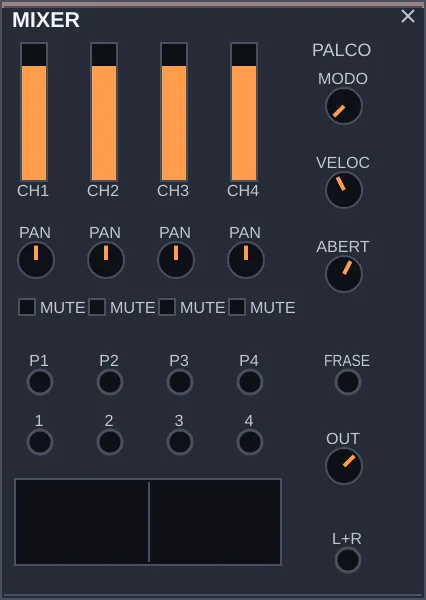 MIXER
PALCO
MODO
VELOC
CH1 CH2 CH3 CH4
PAN PAN PAN PAN
ABERT
MUTE MUTE MUTE MUTE
P1 P2 P3 P4 FRASE
1 2 3 4
OUT
L+R